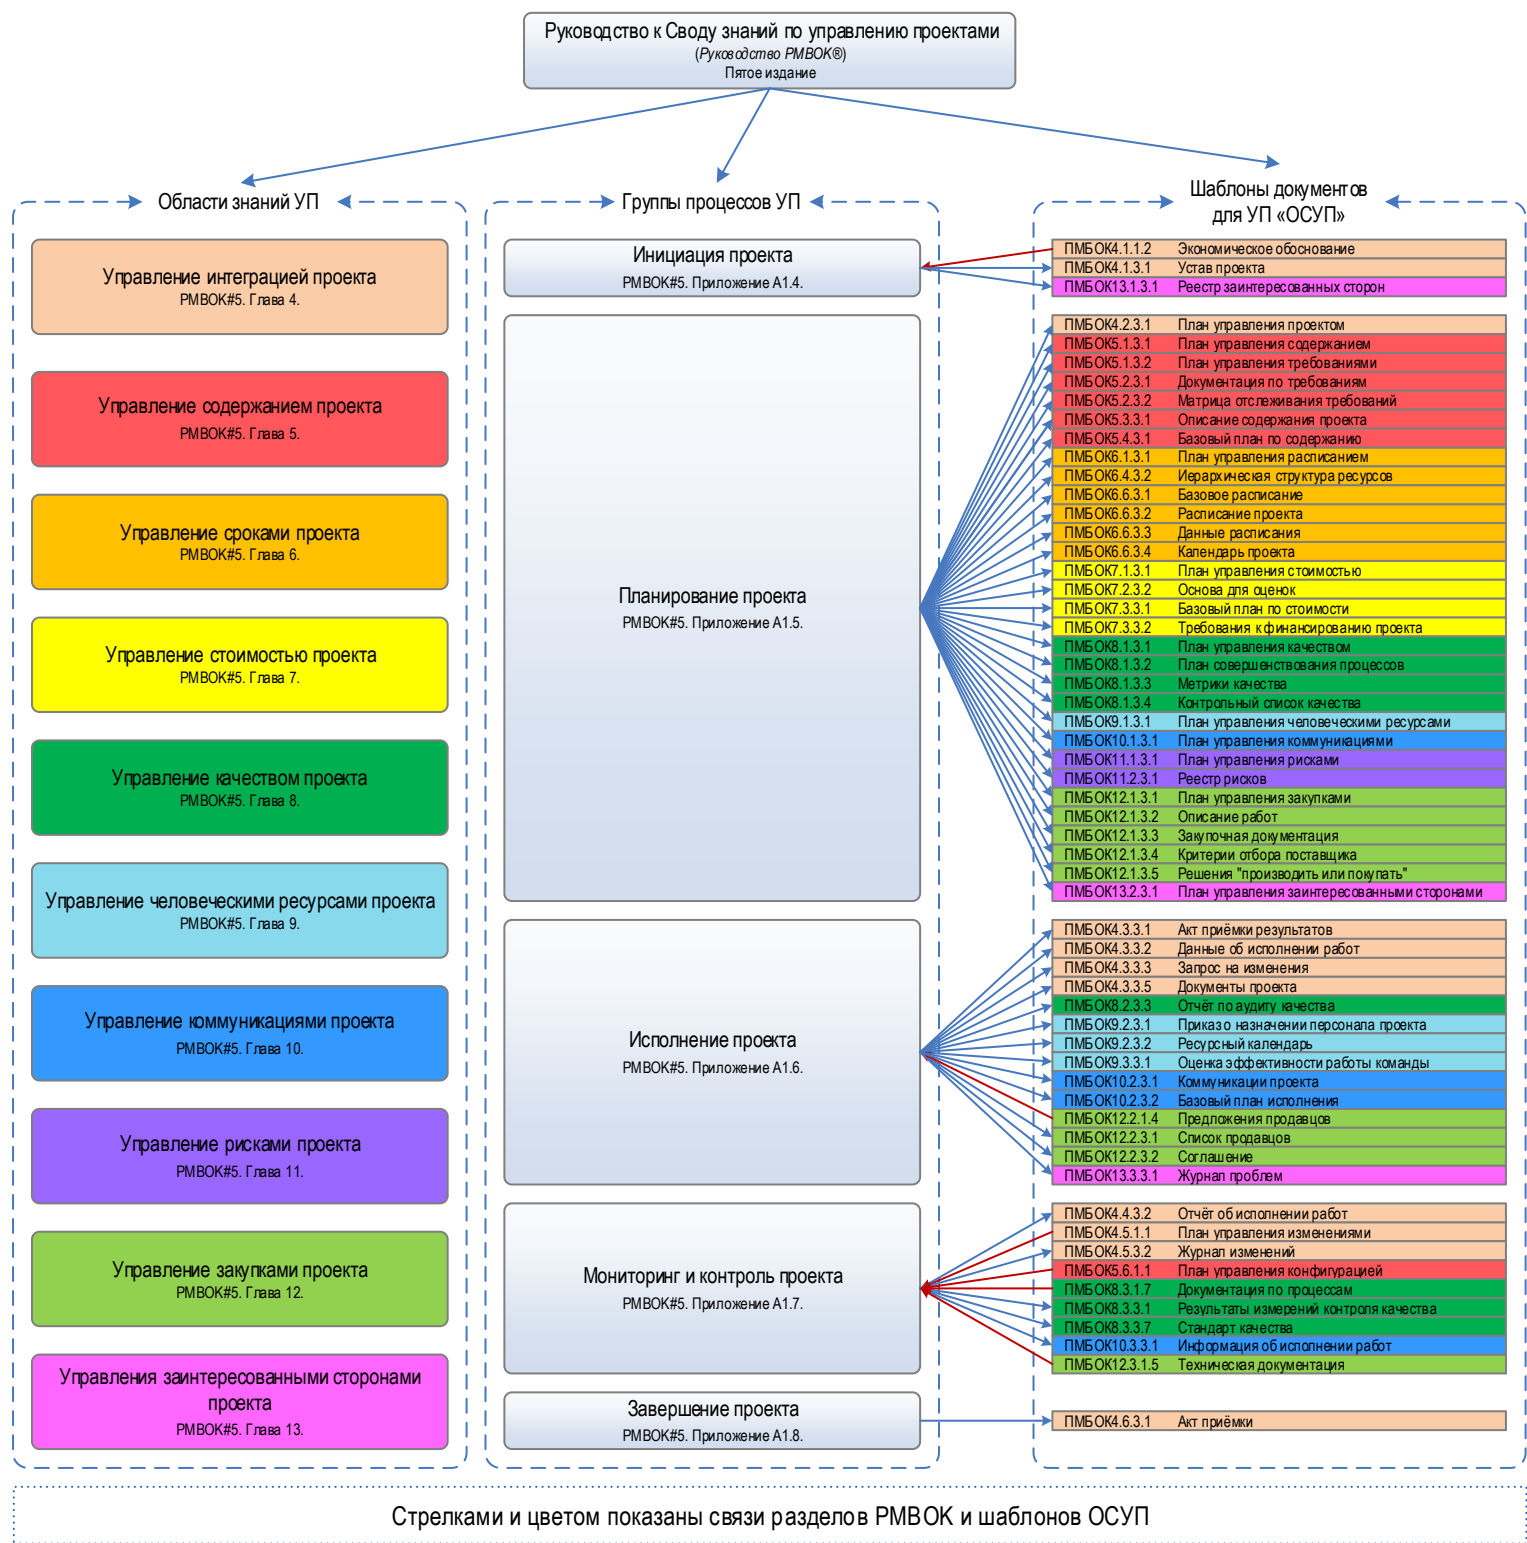 Руководство к Своду знаний по управлению проектами
(Руководство PMBOK®)
Пятое издание
Области знаний УП
Группы процессов УП
Шаблоны документов
для УП «ОСУП»
Управление интеграцией проекта
PMBOK#5. Глава 4.
Управление содержанием проекта
PMBOK#5. Глава 5.
Управление сроками проекта
PMBOK#5. Глава 6.
Управление стоимостью проекта
PMBOK#5. Глава 7.
Управление качеством проекта
PMBOK#5. Глава 8.
Управление человеческими ресурсами проекта
PMBOK#5. Глава 9.
Управление коммуникациями проекта
PMBOK#5. Глава 10.
Управление рисками проекта
PMBOK#5. Глава 11.
Управление закупками проекта
PMBOK#5. Глава 12.
Управления заинтересованными сторонами
проекта
PMBOK#5. Глава 13.
Инициация проекта
PMBOK#5. Приложение А1.4.
Планирование проекта
PMBOK#5. Приложение А1.5.
Исполнение проекта
PMBOK#5. Приложение А1.6.
Мониторинг и контроль проекта
PMBOK#5. Приложение А1.7.
Завершение проекта
PMBOK#5. Приложение А1.8.
ПМБОК4.1.1.2 Экономическое обоснование
ПМБОК4.1.3.1 Устав проекта
ПМБОК13.1.3.1 Реестр заинтересованных сторон
ПМБОК4.2.3.1 План управления проектом
ПМБОК5.1.3.1 План управления содержанием
ПМБОК5.1.3.2 План управления требованиями
ПМБОК5.2.3.1 Документация по требованиям
ПМБОК5.2.3.2 Матрица отслеживания требований
ПМБОК5.3.3.1 Описание содержания проекта
ПМБОК5.4.3.1 Базовый план по содержанию
ПМБОК6.1.3.1 План управления расписанием
ПМБОК6.4.3.2 Иерархическая структура ресурсов
ПМБОК6.6.3.1 Базовое расписание
ПМБОК6.6.3.2 Расписание проекта
ПМБОК6.6.3.3 Данные расписания
ПМБОК6.6.3.4 Календарь проекта
ПМБОК7.1.3.1 План управления стоимостью
ПМБОК7.2.3.2 Основа для оценок
ПМБОК7.3.3.1 Базовый план по стоимости
ПМБОК7.3.3.2 Требования к финансированию проекта
ПМБОК8.1.3.1 План управления качеством
ПМБОК8.1.3.2 План совершенствования процессов
ПМБОК8.1.3.3 Метрики качества
ПМБОК8.1.3.4 Контрольный список качества
ПМБОК9.1.3.1 План управления человеческими ресурсами
ПМБОК10.1.3.1 План управления коммуникациями
ПМБОК11.1.3.1 План управления рисками
ПМБОК11.2.3.1 Реестр рисков
ПМБОК12.1.3.1 План управления закупками
ПМБОК12.1.3.2 Описание работ
ПМБОК12.1.3.3 Закупочная документация
ПМБОК12.1.3.4 Критерии отбора поставщика
ПМБОК12.1.3.5 Решения "производить или покупать"
ПМБОК13.2.3.1 План управления заинтересованными сторонами
ПМБОК4.3.3.1 Акт приёмки результатов
ПМБОК4.3.3.2 Данные об исполнении работ
ПМБОК4.3.3.3 Запрос на изменения
ПМБОК4.3.3.5 Документы проекта
ПМБОК8.2.3.3 Отчёт по аудиту качества
ПМБОК9.2.3.1 Приказ о назначении персонала проекта
ПМБОК9.2.3.2 Ресурсный календарь
ПМБОК9.3.3.1 Оценка эффективности работы команды
ПМБОК10.2.3.1 Коммуникации проекта
ПМБОК10.2.3.2 Базовый план исполнения
ПМБОК12.2.1.4 Предложения продавцов
ПМБОК12.2.3.1 Список продавцов
ПМБОК12.2.3.2 Соглашение
ПМБОК13.3.3.1 Журнал проблем
ПМБОК4.4.3.2 Отчёт об исполнении работ
ПМБОК4.5.1.1 План управления изменениями
ПМБОК4.5.3.2 Журнал изменений
ПМБОК5.6.1.1 План управления конфигурацией
ПМБОК8.3.1.7 Документация по процессам
ПМБОК8.3.3.1 Результаты измерений контроля качества
ПМБОК8.3.3.7 Стандарт качества
ПМБОК10.3.3.1 Информация об исполнении работ
ПМБОК12.3.1.5 Техническая документация
ПМБОК4.6.3.1 Акт приёмки
Стрелками и цветом показаны связи разделов PMBOK и шаблонов ОСУП